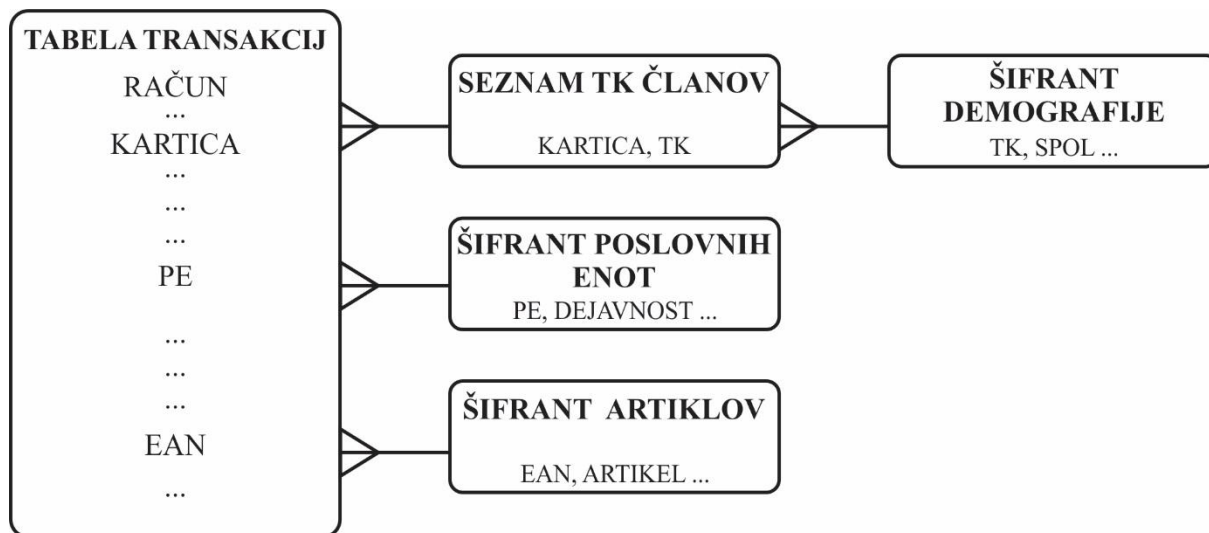 TABELA TRANSAKCIJ
RAČUN
...
KARTICA
...
...
...
PE
...
...
...
EAN
...
SEZNAM TK ČLANOV
KARTICA, TK
ŠIFRANT
DEMOGRAFIJE
TK, SPOL ...
ŠIFRANT POSLOVNIH
ENOT
PE, DEJAVNOST ...
ŠIFRANT ARTIKLOV
EAN, ARTIKEL ...